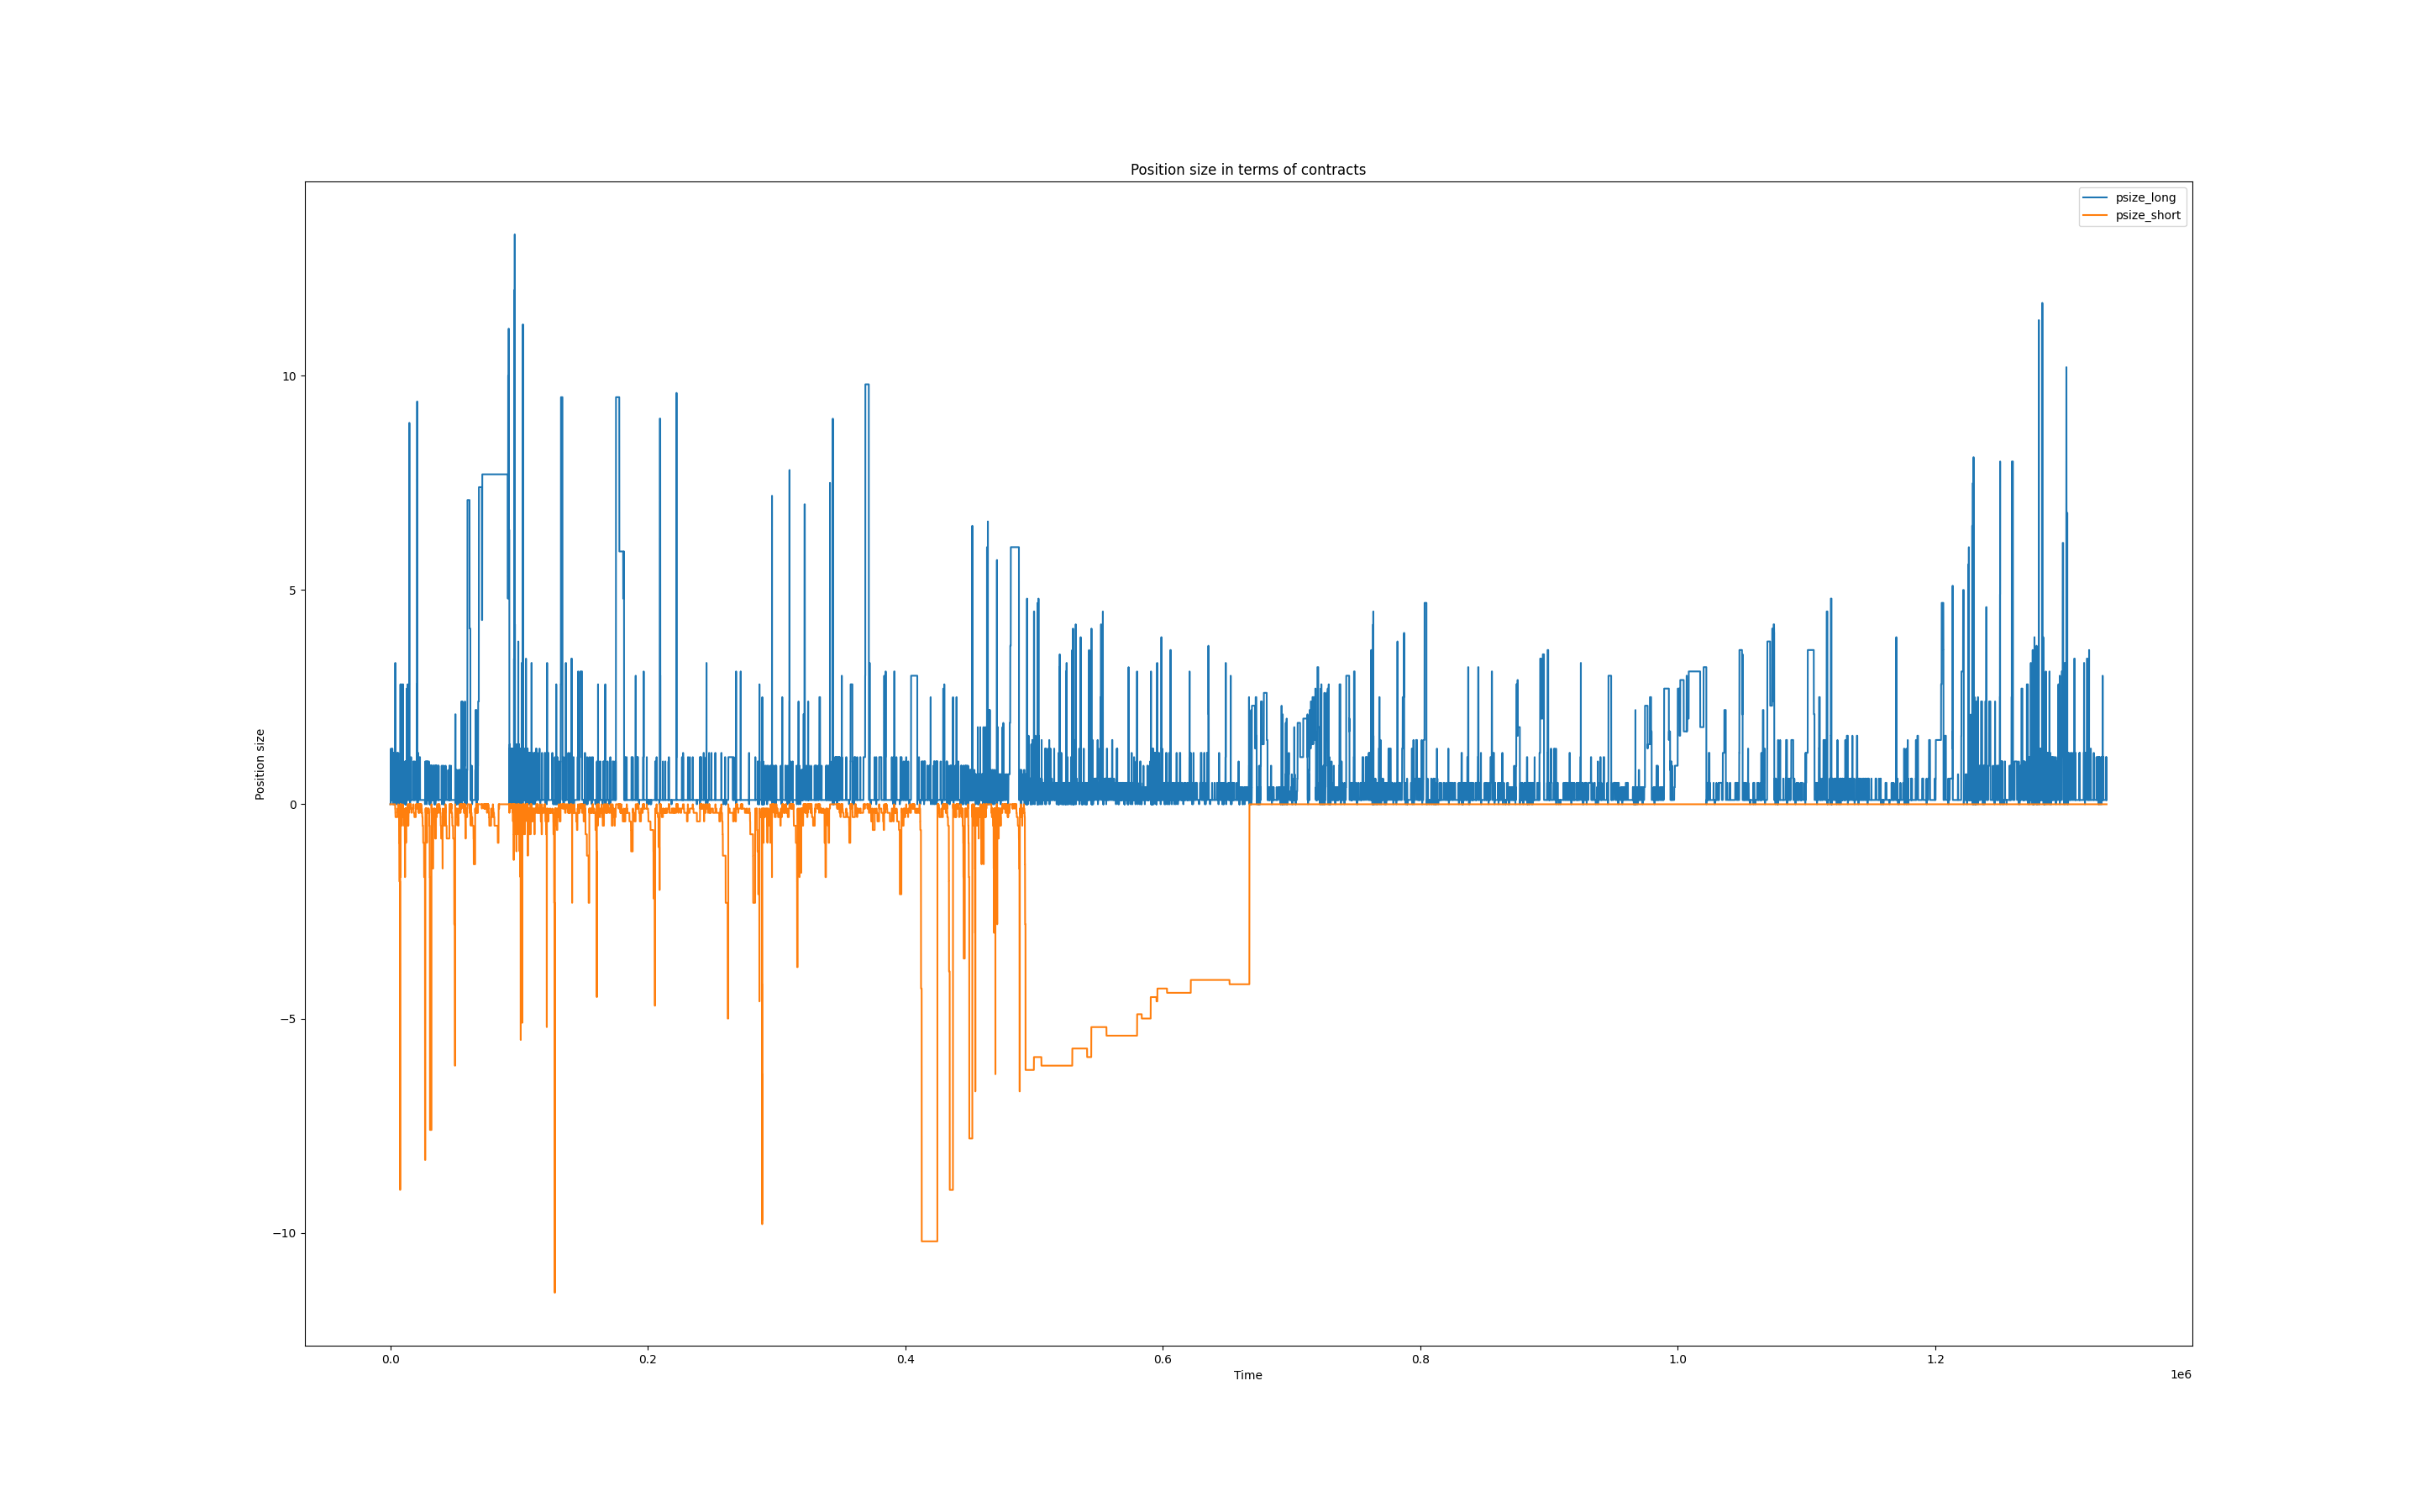 Position size in terms of contracts
psize_long
psize_short
Position size
10
5
0
−5
−10
0.0
0.2
0.4
0.6
0.8
1.0
1.2
1e6
Time